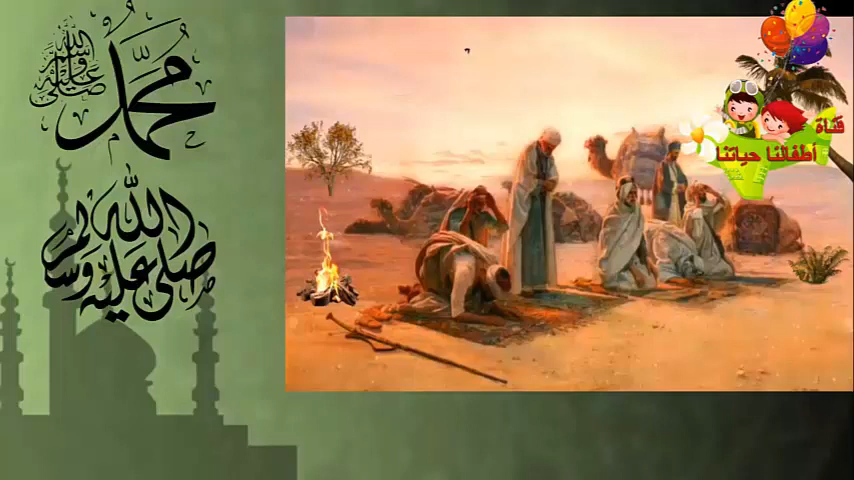 محمد
صلى الله عليه وسلم
صلى الله عليه وسلم
قناة
أطفالنا حياتنا